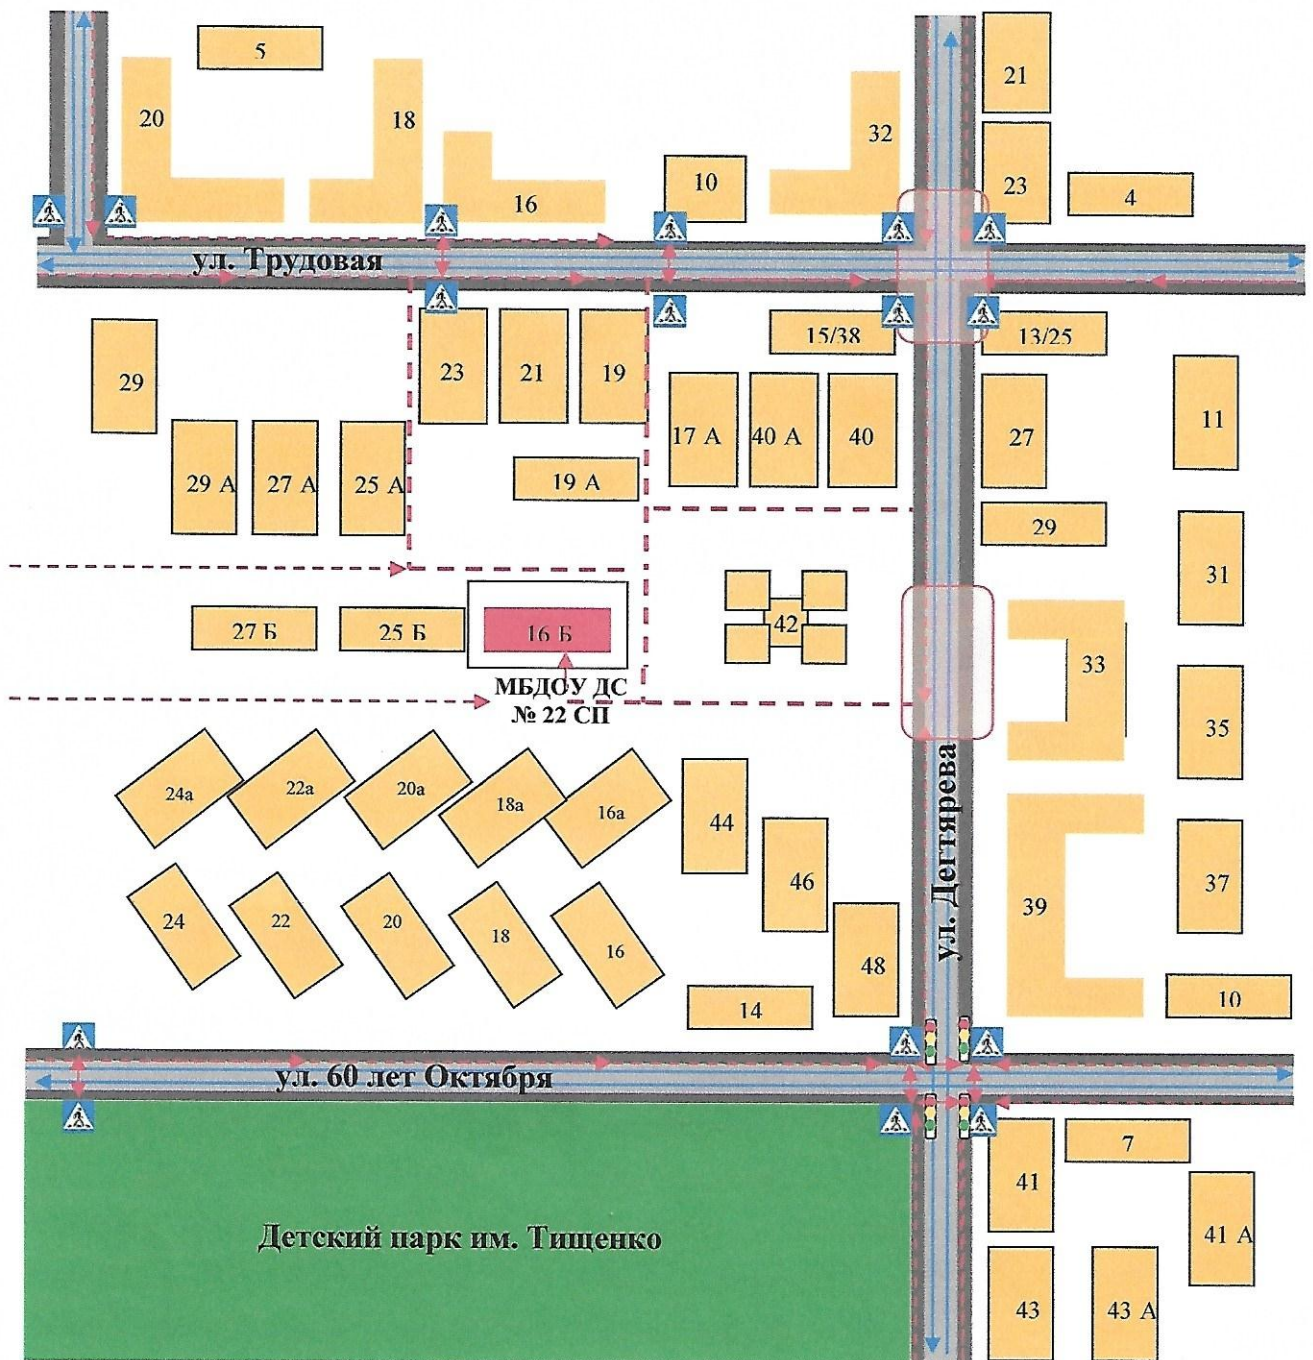 5
21
20
18
32
16
10
23
4
ул. Трудовая
15/38
13/25
29
23
21
19
27
11
17 А
40 А
40
29 А
27 А
25 А
19 А
29
31
27 Б
25 Б
16 Б
42
33
МБДОУ ДС
№ 22 СП
35
ул. Дегтярева
24а
22а
20а
18а
16а
44
46
37
39
24
22
20
18
16
48
14
10
ул. 60 лет Октября
7
41
41 А
Детский парк им. Тищенко
43
43 А